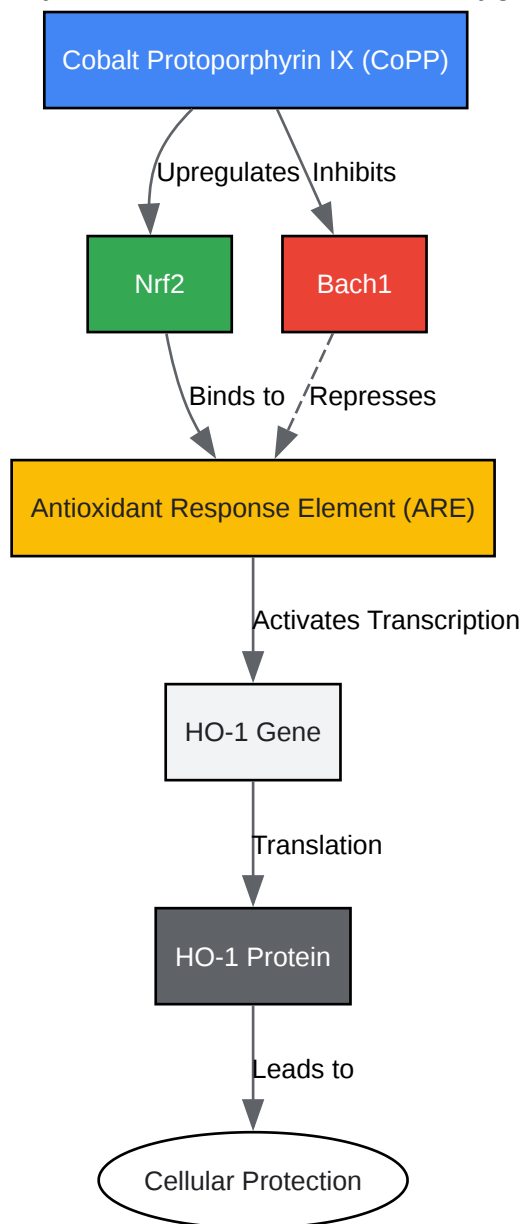 Cobalt Protoporphyrin IX (CoPP)
Upregulates Inhibits
Nrf2 Bach1
Binds to Represses
Antioxidant Response Element (ARE)
Activates Transcription
HO-1 Gene
Translation
HO-1 Protein
Leads to
Cellular Protection